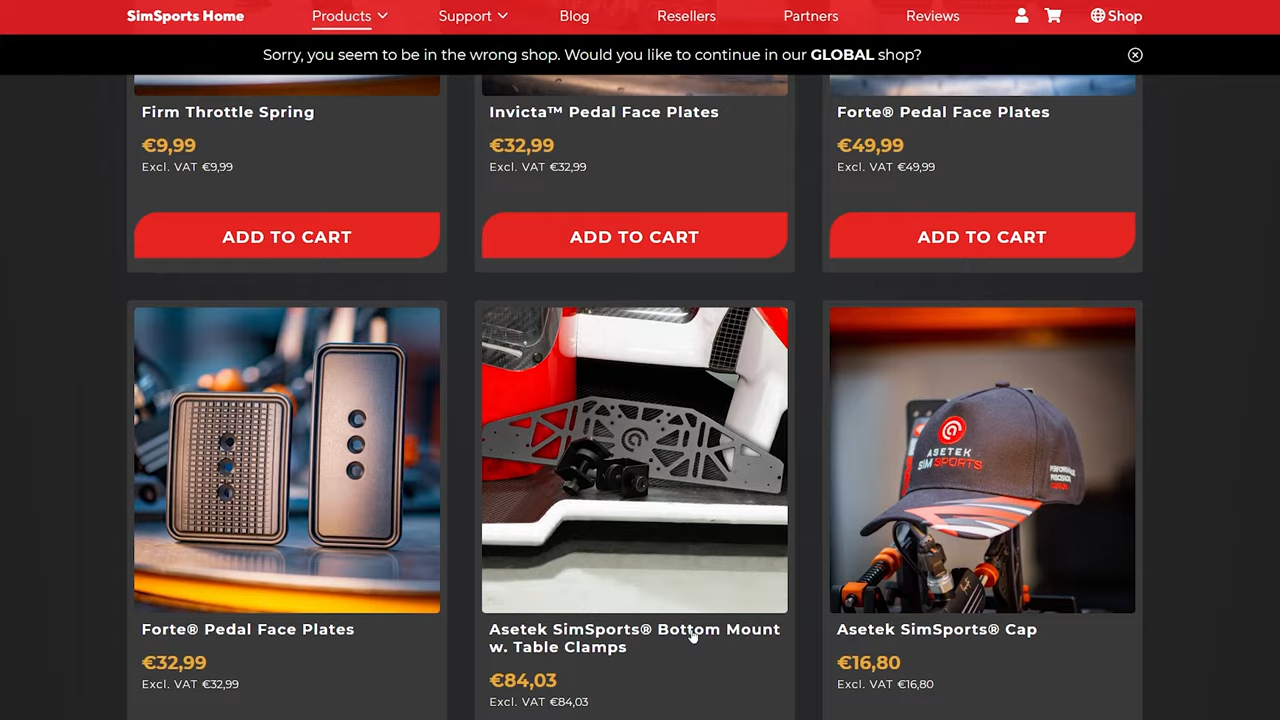 SimSports Home
Products
Support
Blog
Resellers
Partners
Reviews
Shop
Sorry, you seem to be in the wrong shop. Would you like to continue in our GLOBAL shop?
Firm Throttle Spring
€9,99
Excl. VAT €9,99
ADD TO CART
Invicta™ Pedal Face Plates
€32,99
Excl. VAT €32,99
ADD TO CART
Forte® Pedal Face Plates
€49,99
Excl. VAT €49,99
ADD TO CART
Forte® Pedal Face Plates
€32,99
Excl. VAT €32,99
Asetek SimSports® Bottom Mount
w. Table Clamps
€84,03
Excl. VAT €84,03
ASETEK
SIM SPORTS
Asetek SimSports® Cap
€16,80
Excl. VAT €16,80